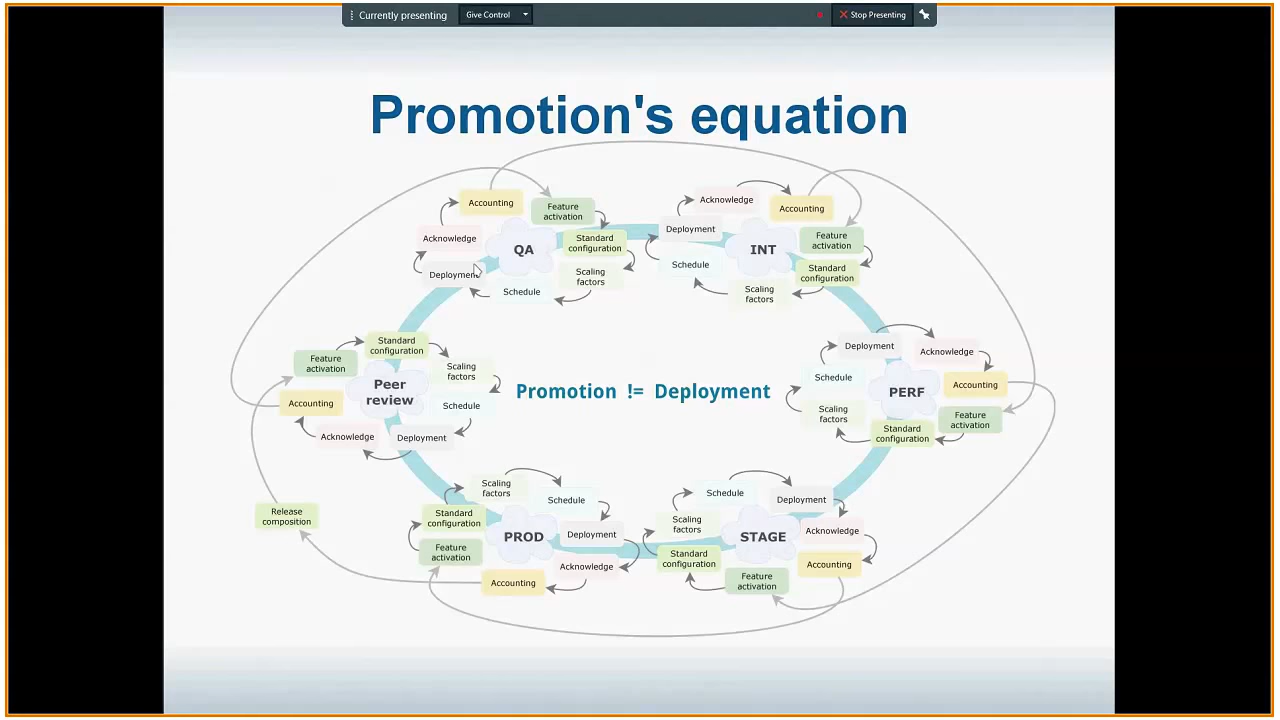 Currently presenting
Give Control
Stop Presenting
Promotion's equation
Accounting
Feature
activation
Acknowledge
QA
Standard
configuration
Deployment
Scaling
factors
Schedule
Acknowledge
Accounting
Deployment
INT
Feature
activation
Schedule
Standard
configuration
Scaling
factors
Standard
configuration
Feature
activation
Scaling
factors
Peer
review
Accounting
Schedule
Acknowledge
Deployment
Promotion != Deployment
Deployment
Acknowledge
Schedule
PERF
Accounting
Scaling
factors
Feature
activation
Standard
configuration
Release
composition
Scaling
factors
Schedule
Standard
configuration
PROD
Deployment
Feature
activation
Acknowledge
Accounting
Schedule
Deployment
Scaling
factors
STAGE
Acknowledge
Standard
configuration
Accounting
Feature
activation